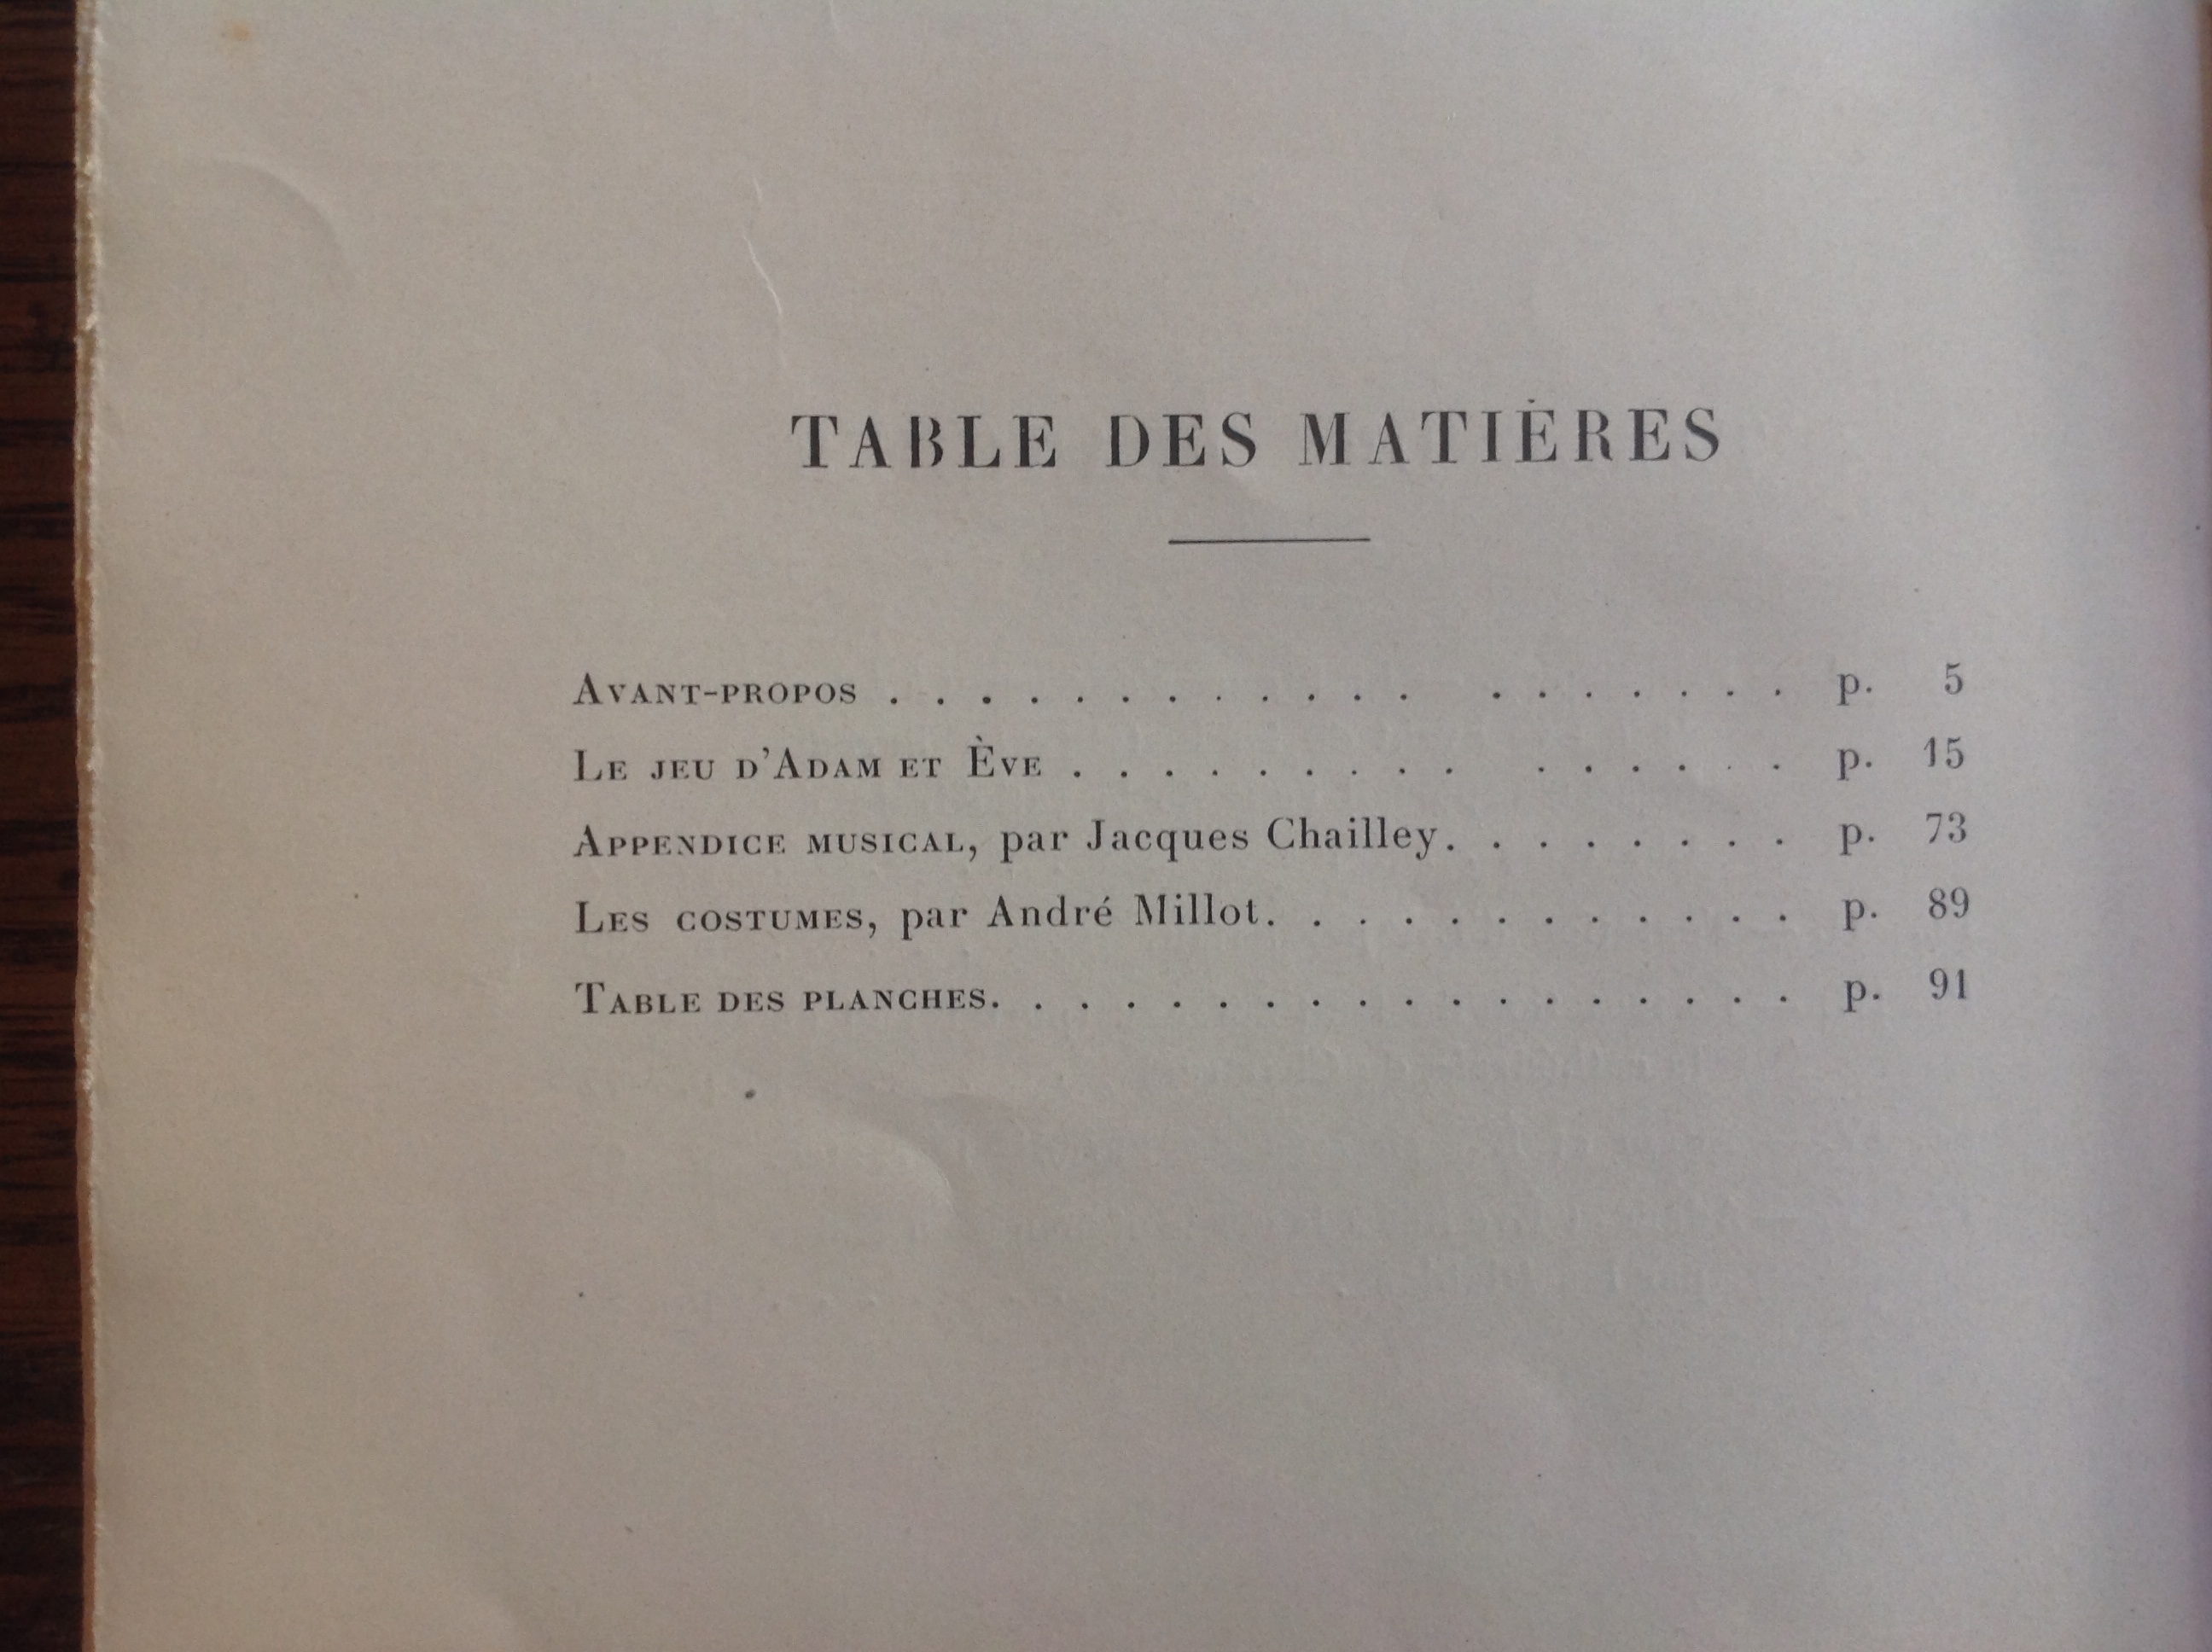 TABLE DES MATIÈRES
AVANT-PROPOS . . . . . . . . . . . . . . . . . . . p. 5
LE JEU D'ADAM ET ÈVE . . . . . . . . . . . . . . . p. 15
APPENDICE MUSICAL, par Jacques Chailley. . . . . . . . p. 73
LES COSTUMES, par André Millot. . . . . . . . . . . . p. 89
TABLE DES PLANCHES. . . . . . . . . . . . . . . . . . p. 91